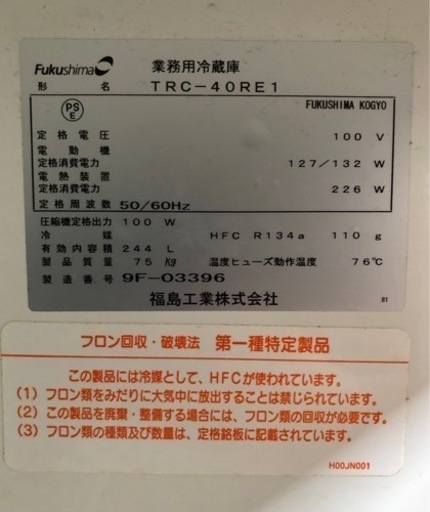 Fukushima 業務用冷蔵庫
形 名 TRC-40RE1
PS E FUKUSHIMA KOGYO
定格電圧 100 V
電動機
定格消費電力 127/132 W
電熱装置
定格消費電力 226 W
定格周波数 50/60Hz
圧縮機定格出力 100 W
冷 媒 HFC R134a 110 g
有効内容積 244 L
製品質量 75 Kg 温度ヒューズ動作温度 76℃
製造番号 9F-03396
福島工業株式会社
81
フロン回収・破壊法 第一種特定製品
この製品には冷媒として、HFCが使われています。
(1) フロン類をみだりに大気中に放出することは禁じられています。
(2) この製品を廃棄・整備する場合には、フロン類の回収が必要です。
(3) フロン類の種類及び数量は、定格銘板に記載されています。
H00JN001